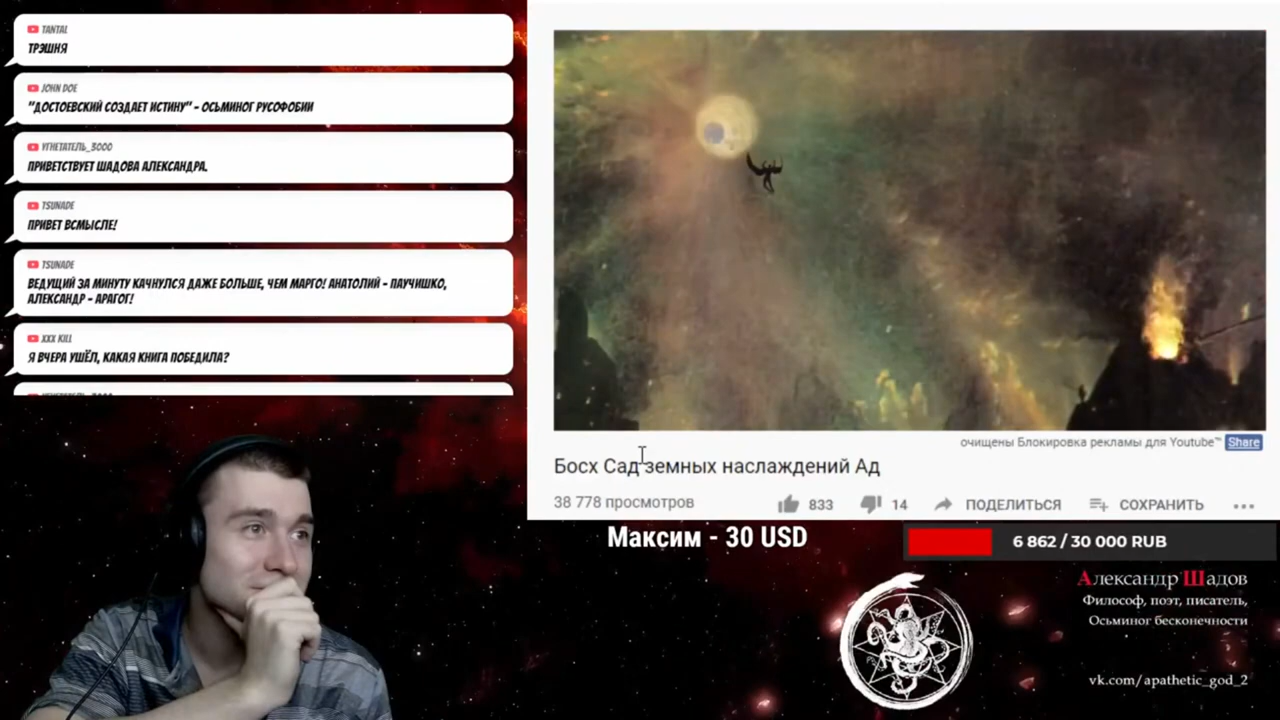 TANTAL
ТРЭШНЯ
JOHN DOE
"ДОСТОЕВСКИЙ СОЗДАЕТ ИСТИНУ" - ОСЬМИНОГ РУСОФОБИИ
УГНЕТАТЕЛЬ_3000
ПРИВЕТСТВУЕТ ШАДОВА АЛЕКСАНДРА.
TSUNADE
ПРИВЕТ ВСМЫСЛЕ!
TSUNADE
ВЕДУЩИЙ ЗА МИНУТУ КАЧНУЛСЯ ДАЖЕ БОЛЬШЕ, ЧЕМ МАРГО! АНАТОЛИЙ - ПАУЧИШКО,
АЛЕКСАНДР - АРАГОГ!
XXX KILL
Я ВЧЕРА УШЁЛ, КАКАЯ КНИГА ПОБЕДИЛА?
очищены Блокировка рекламы для Youtube™ Share
Босх Сад земных наслаждений Ад
38 778 просмотров
833
14
ПОДЕЛИТЬСЯ
СОХРАНИТЬ
Максим - 30 USD
6 862 / 30 000 RUB
Александр Шадов
Философ, поэт, писатель,
Осьминог бесконечности
vk.com/apathetic_god_2